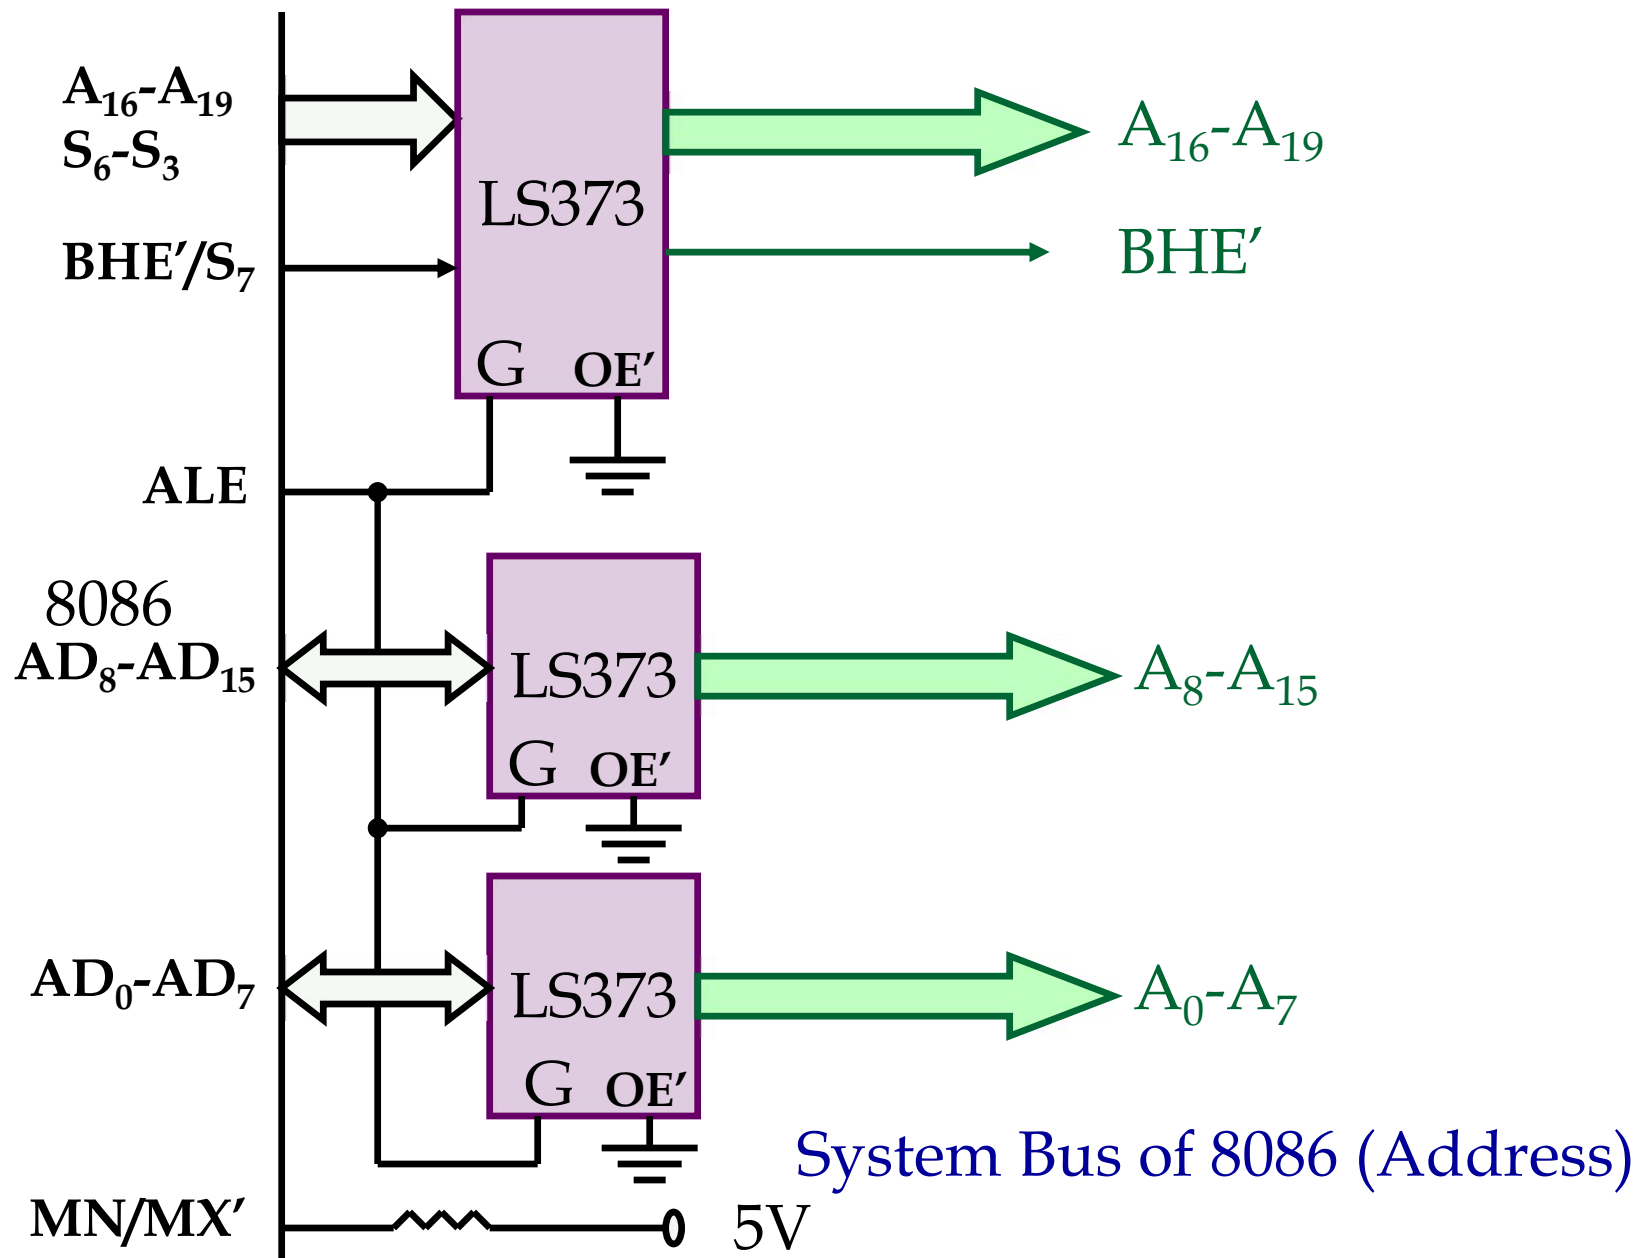 A₁₆-A₁₉
S₆-S₃
A₁₆-A₁₉
LS373
BHE′/S₇
BHE′
G OE′
ALE
8086
AD₈-AD₁₅
LS373
A₈-A₁₅
G OE′
AD₀-AD₇
LS373
A₀-A₇
G OE′
System Bus of 8086 (Address)
MN/MX′
5V